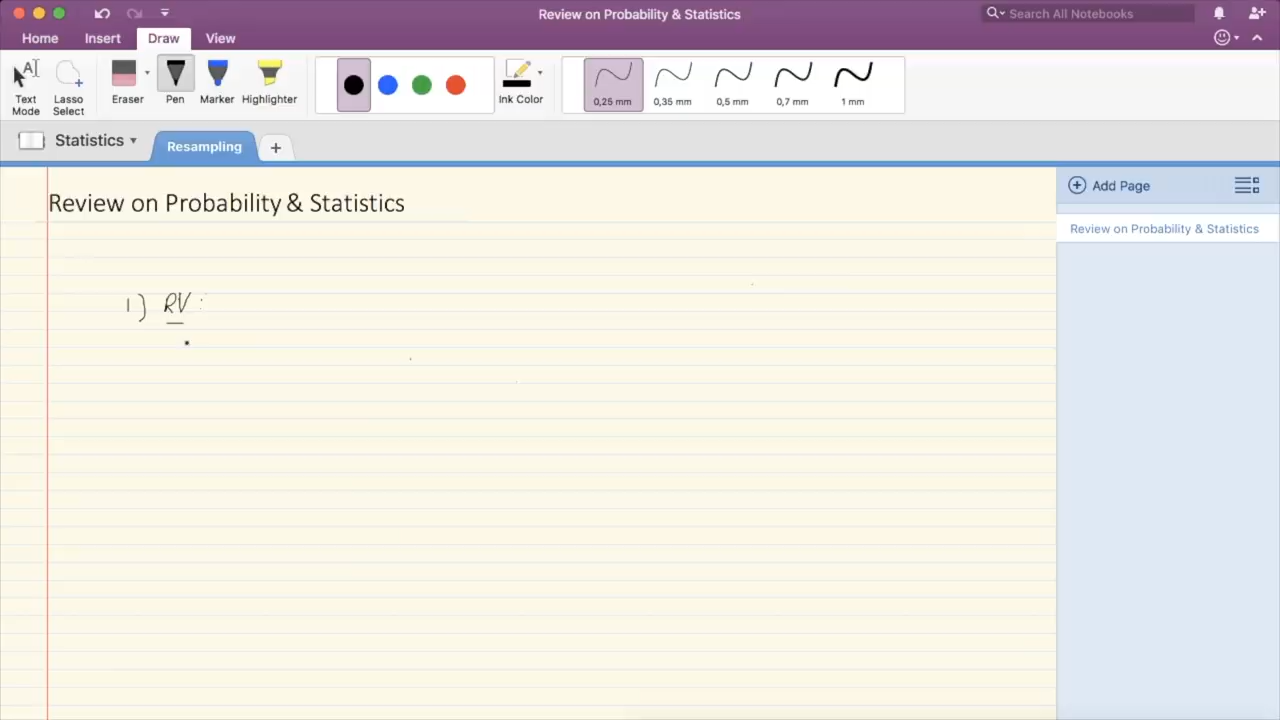 Review on Probability & Statistics
Search All Notebooks
Home Insert Draw View
Text Mode
Lasso Select
Eraser
Pen
Marker
Highlighter
Ink Color
0,25 mm
0,35 mm
0,5 mm
0,7 mm
1 mm
Statistics
Resampling
+
Add Page
Review on Probability & Statistics
Review on Probability & Statistics
1) RV :